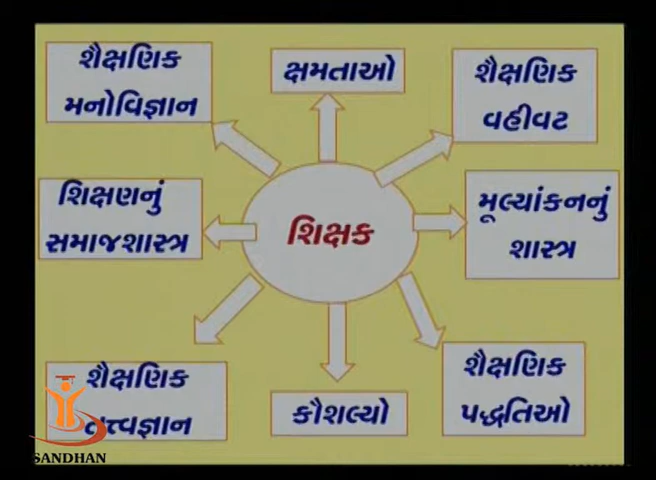 શૈક્ષણિક
મનોવિજ્ઞાન
ક્ષમતાઓ
શૈક્ષણિક
વહીવટ
શિક્ષણનું
સમાજશાસ્ત્ર
શિક્ષક
મૂલ્યાંકનનું
શાસ્ત્ર
શૈક્ષણિક
તત્ત્વજ્ઞાન
કૌશલ્યો
શૈક્ષણિક
પદ્ધતિઓ
SANDHAN